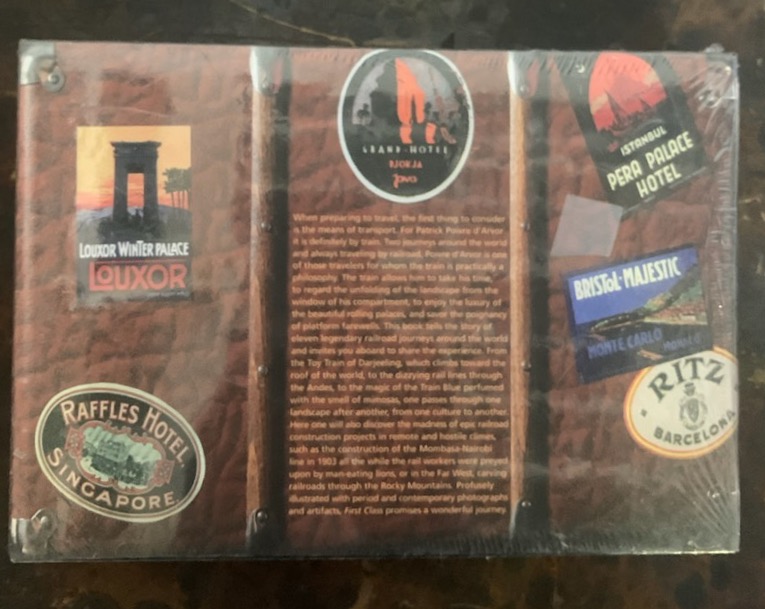 LOUXOR WINTER PALACE
LOUXOR
RAFFLES HOTEL
SINGAPORE
GRAND-HOTEL
DJOKJA
Java
When preparing to travel, the first thing to consider
is the means of transport. For Patrick Poivre d'Arvor
it is definitely by train. Two journeys around the world
and always traveling by railroad, Poivre d'Arvor is one
of those travelers for whom the train is practically a
philosophy. The train allows him to take his time,
to regard the unfolding of the landscape from the
window of his compartment, to enjoy the luxury of
the beautiful rolling palaces, and savor the poignancy
of platform farewells. This book tells the story of
eleven legendary railroad journeys around the world
and invites you aboard to share the experience. From
the Toy Train of Darjeeling, which climbs toward the
roof of the world, to the dizzying rail lines through
the Andes, to the magic of the Train Blue perfumed
with the smell of mimosas, one passes through one
landscape after another, from one culture to another.
Here one will also discover the madness of epic railroad
construction projects in remote and hostile climes,
such as the construction of the Mombasa-Nairobi
line in 1903 all the while the rail workers were preyed
upon by man-eating lions, or in the Far West, carving
railroads through the Rocky Mountains. Profusely
illustrated with period and contemporary photographs
and artifacts, First Class promises a wonderful journey.
ISTANBUL
PERA PALACE
HOTEL
BRISTOL-MAJESTIC
MONTE CARLO
MONACO
RITZ
BARCELONA